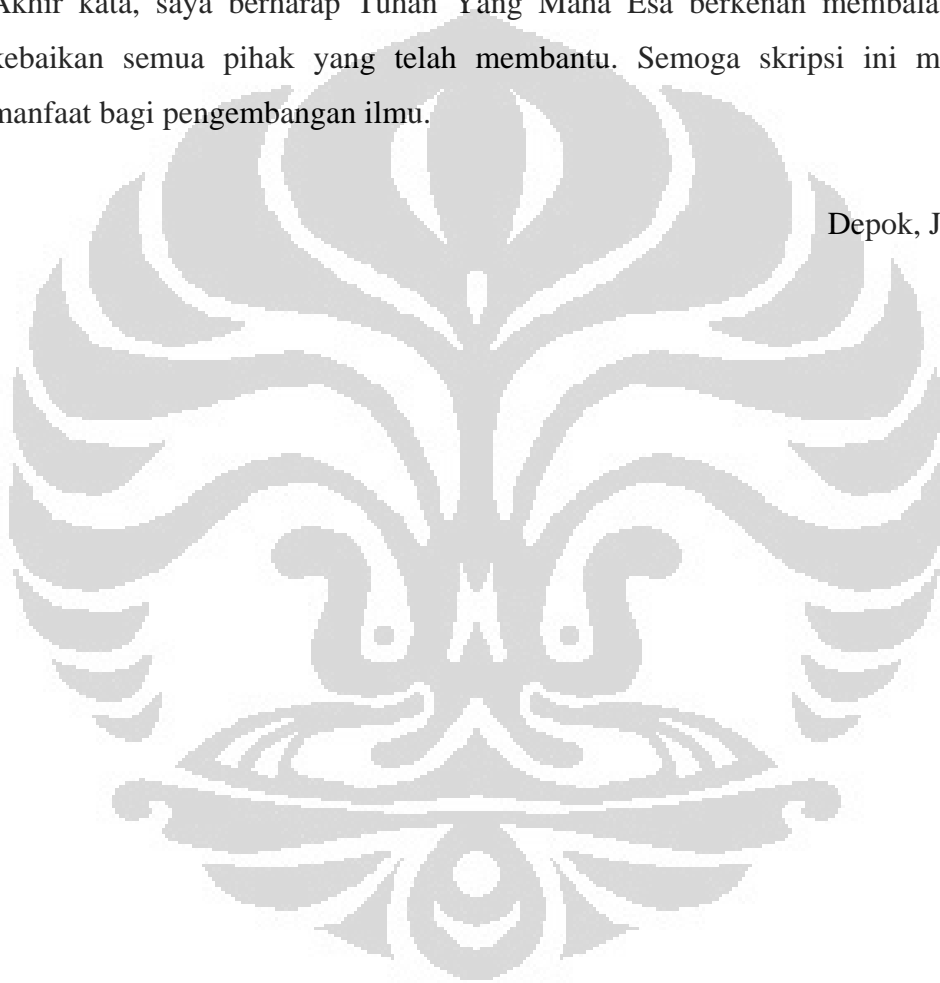 Akhir kata, saya berharap Tuhan Yang Maha Esa berkenan membala
kebaikan semua pihak yang telah membantu. Semoga skripsi ini m
manfaat bagi pengembangan ilmu.
Depok, J